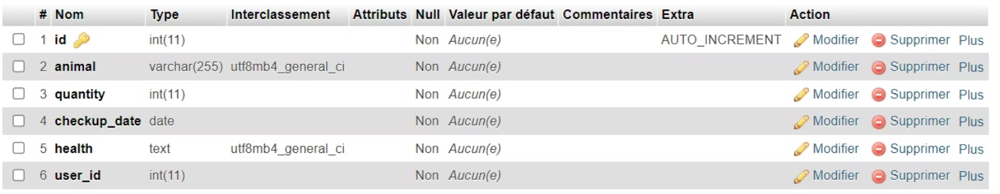 # Nom Type Interclassement Attributs Null Valeur par défaut Commentaires Extra Action
1 id int(11) Non Aucun(e) AUTO_INCREMENT Modifier Supprimer Plus
2 animal varchar(255) utf8mb4_general_ci Non Aucun(e) Modifier Supprimer Plus
3 quantity int(11) Non Aucun(e) Modifier Supprimer Plus
4 checkup_date date Non Aucun(e) Modifier Supprimer Plus
5 health text utf8mb4_general_ci Non Aucun(e) Modifier Supprimer Plus
6 user_id int(11) Non Aucun(e) Modifier Supprimer Plus